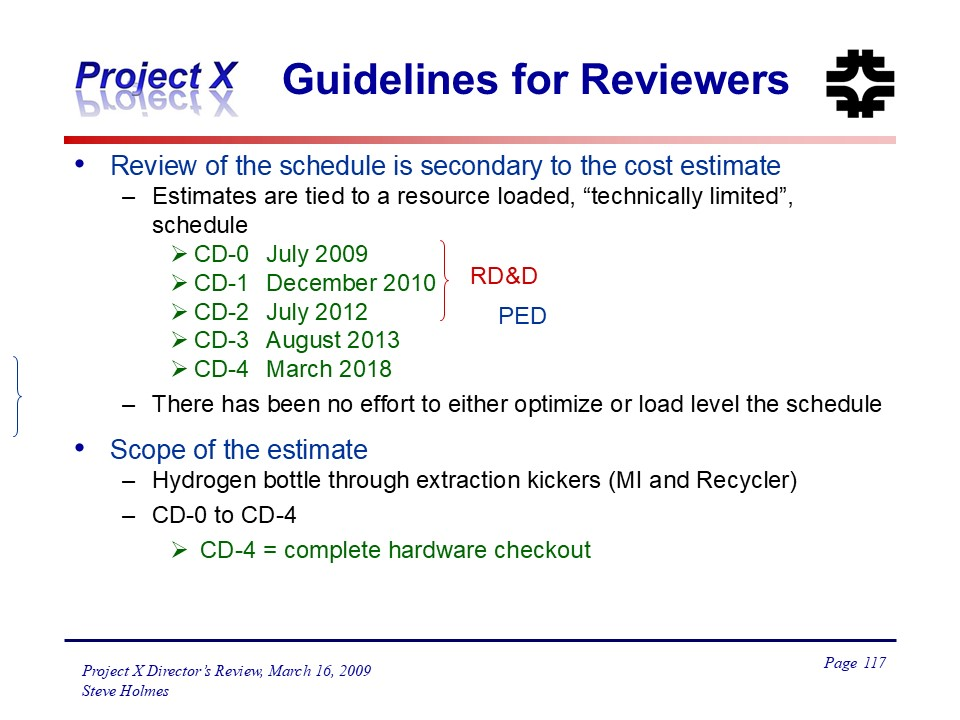 Project X
Guidelines for Reviewers
• Review of the schedule is secondary to the cost estimate
– Estimates are tied to a resource loaded, “technically limited”,
schedule
➢ CD-0 July 2009
➢ CD-1 December 2010
➢ CD-2 July 2012
➢ CD-3 August 2013
➢ CD-4 March 2018
RD&D
PED
– There has been no effort to either optimize or load level the schedule
• Scope of the estimate
– Hydrogen bottle through extraction kickers (MI and Recycler)
– CD-0 to CD-4
➢ CD-4 = complete hardware checkout
Project X Director’s Review, March 16, 2009
Steve Holmes
Page 117